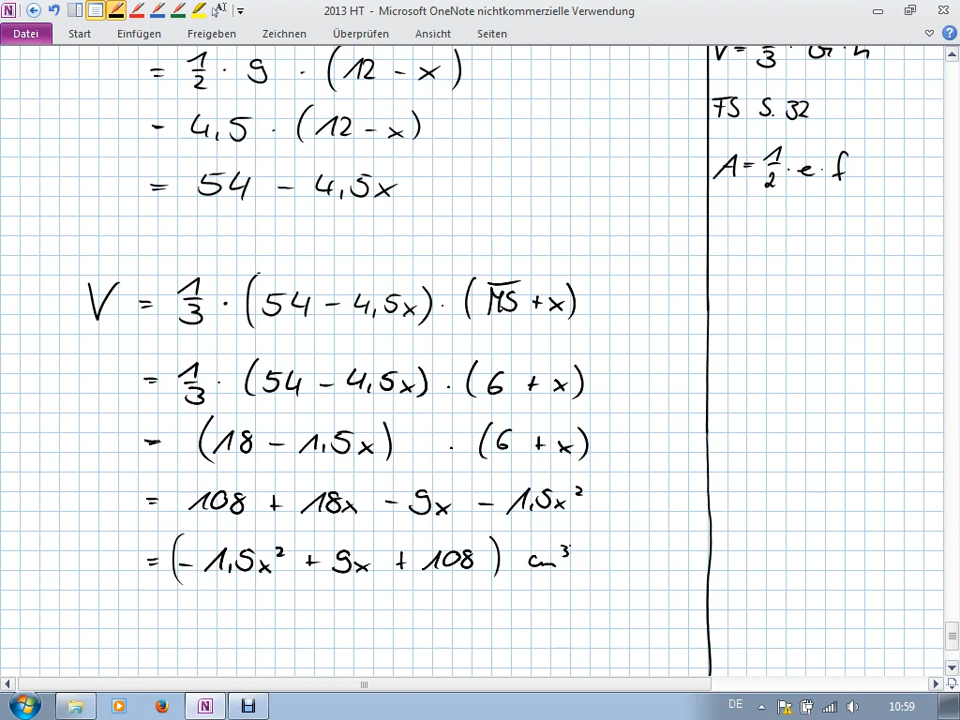 2013 HT - Microsoft OneNote nichtkommerzielle Verwendung
Datei Start Einfügen Freigeben Zeichnen Überprüfen Ansicht Seiten
= 1/2 · 9 · (12 - x)
= 4,5 · (12 - x)
= 54 - 4,5x
V = 1/3 · (54 - 4,5x) · (MS + x)
= 1/3 · (54 - 4,5x) · (6 + x)
= (18 - 1,5x) · (6 + x)
= 108 + 18x - 9x - 1,5x²
= (- 1,5x² + 9x + 108) cm³
V = 1/3 · G · h
FS S. 32
A = 1/2 · e · f
DE 10:59